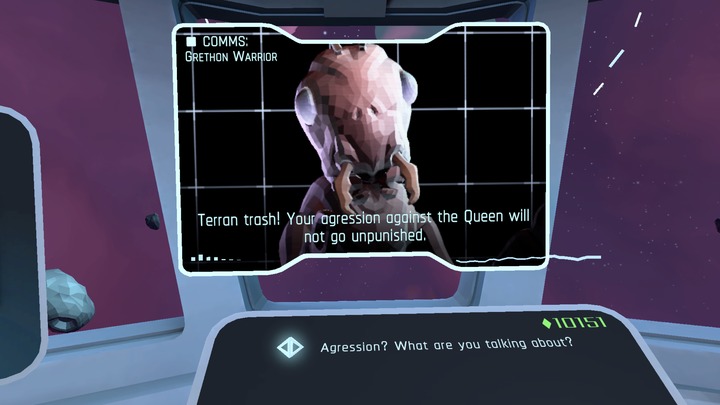 COMMS:
Grethon Warrior
Terran trash! Your agression against the Queen will
not go unpunished.
10151
Agression? What are you talking about?